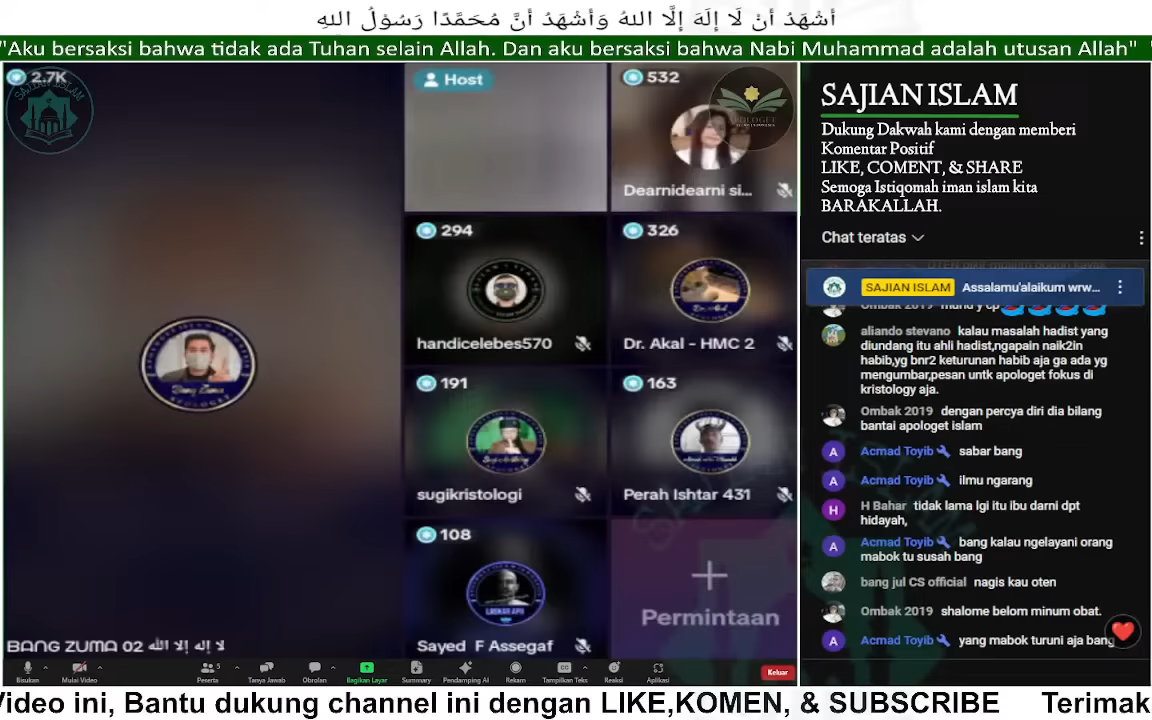 أشْهَدُ أنْ لَا إلَهَ إلَّا اللهُ وَأشْهَدُ أنَّ مُحَمَّدًا رَسُوْلُ اللهِ
"Aku bersaksi bahwa tidak ada Tuhan selain Allah. Dan aku bersaksi bahwa Nabi Muhammad adalah utusan Allah"
2.7K
Host
532
Dearnidearni si...
294
326
handicelebes570
Dr. Akal - HMC 2
191
163
sugikristologi
Perah Ishtar 431
108
Permintaan
BANG ZUMA 02 لا إله إلا الله
Sayed F Assegaf
Bisukan
Mulai Video
Peserta
5
Tanya Jawab
Obrolan
Bagikan Layar
Summary
Pendamping AI
Rekam
Tampilkan Teks
Reaksi
Aplikasi
Keluar
SAJIAN ISLAM
Dukung Dakwah kami dengan memberi
Komentar Positif
LIKE, COMENT, & SHARE
Semoga Istiqomah iman islam kita
BARAKALLAH.
Chat teratas
SAJIAN ISLAM Assalamu'alaikum wrw...
Ombak 2019
aliando stevano kalau masalah hadist yang
diundang itu ahli hadist,ngapain naik2in
habib,yg bnr2 keturunan habib aja ga ada yg
mengumbar,pesan untk apologet fokus di
kristology aja.
Ombak 2019 dengan percya diri dia bilang
bantai apologet islam
Acmad Toyib sabar bang
Acmad Toyib ilmu ngarang
H Bahar tidak lama lgi itu ibu darni dpt
hidayah,
Acmad Toyib bang kalau ngelayani orang
mabok tu susah bang
bang jul CS official nagis kau oten
Ombak 2019 shalome belom minum obat.
Acmad Toyib yang mabok turuni aja bang
Video ini, Bantu dukung channel ini dengan LIKE,KOMEN, & SUBSCRIBE Terimak